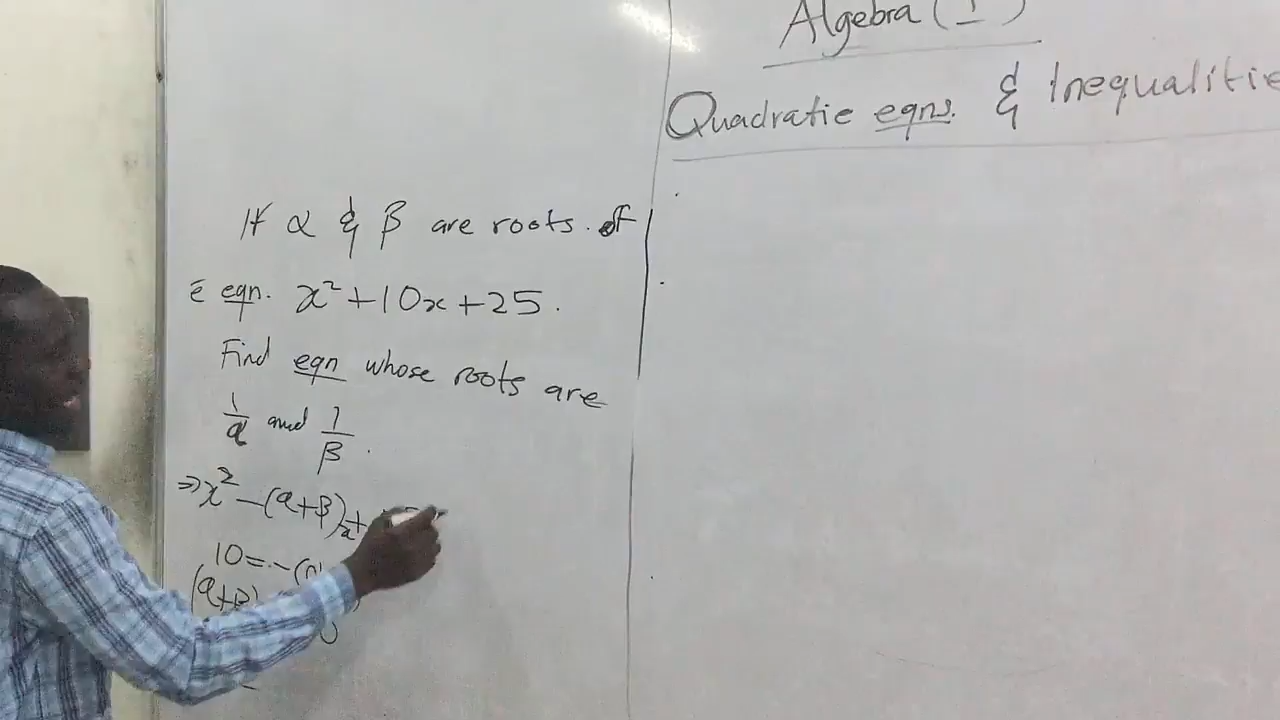 Algebra (I)
Quadratic eqns. & Inequalitie
If α & β are roots of
ē eqn. x² + 10x + 25.
Find eqn whose roots are
1/α and 1/β.
⇒ x² - (α+β)x +
10 = -(α
(α+β)
0